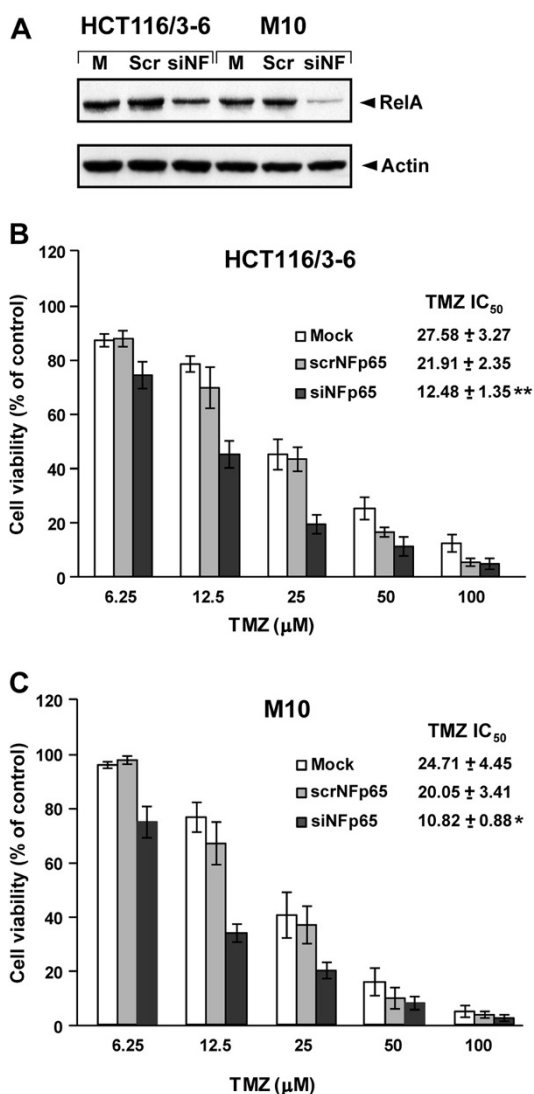 A
HCT116/3-6 M10
M Scr siNF M Scr siNF
◄ RelA
◄ Actin
B
HCT116/3-6
Cell viability (% of control)
120
100
80
60
40
20
0
TMZ IC50
Mock 27.58 ± 3.27
scrNFp65 21.91 ± 2.35
siNFp65 12.48 ± 1.35 **
6.25 12.5 25 50 100
TMZ (μM)
C
M10
Cell viability (% of control)
120
100
80
60
40
20
0
TMZ IC50
Mock 24.71 ± 4.45
scrNFp65 20.05 ± 3.41
siNFp65 10.82 ± 0.88 *
6.25 12.5 25 50 100
TMZ (μM)